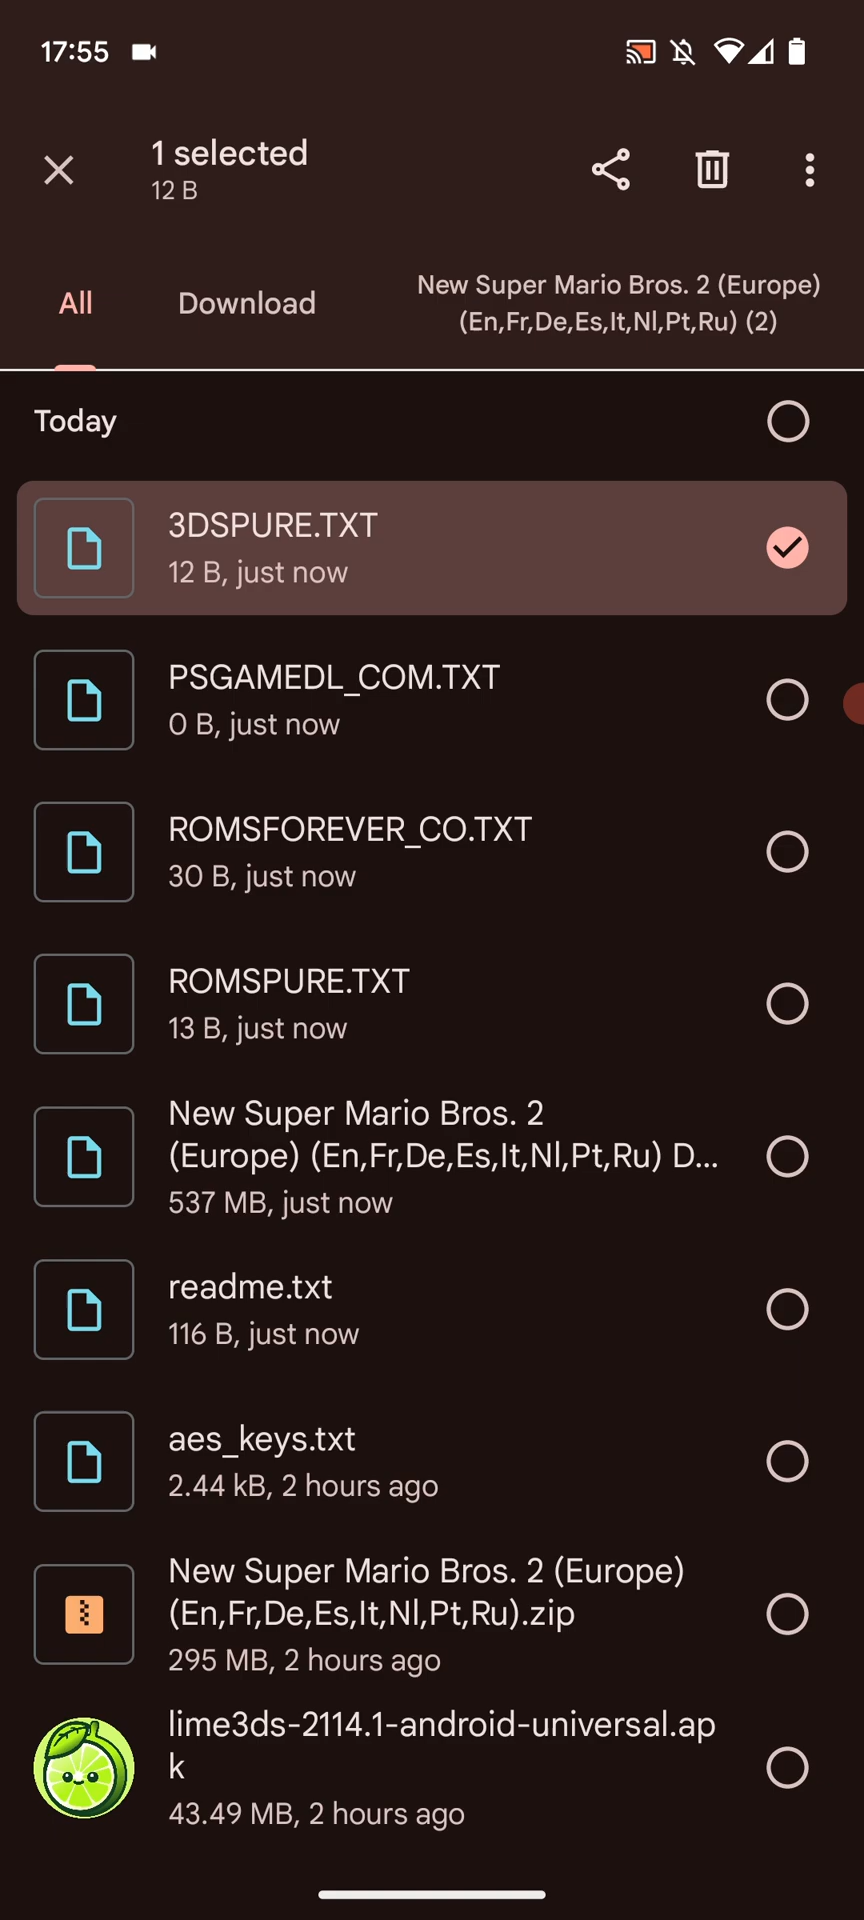 17:55
1 selected
12 B
All
Download
New Super Mario Bros. 2 (Europe)
(En,Fr,De,Es,It,Nl,Pt,Ru) (2)
Today
3DSPURE.TXT
12 B, just now
PSGAMEDL_COM.TXT
0 B, just now
ROMSFOREVER_CO.TXT
30 B, just now
ROMSPURE.TXT
13 B, just now
New Super Mario Bros. 2
(Europe) (En,Fr,De,Es,It,Nl,Pt,Ru) D...
537 MB, just now
readme.txt
116 B, just now
aes_keys.txt
2.44 kB, 2 hours ago
New Super Mario Bros. 2 (Europe)
(En,Fr,De,Es,It,Nl,Pt,Ru).zip
295 MB, 2 hours ago
lime3ds-2114.1-android-universal.ap
k
43.49 MB, 2 hours ago